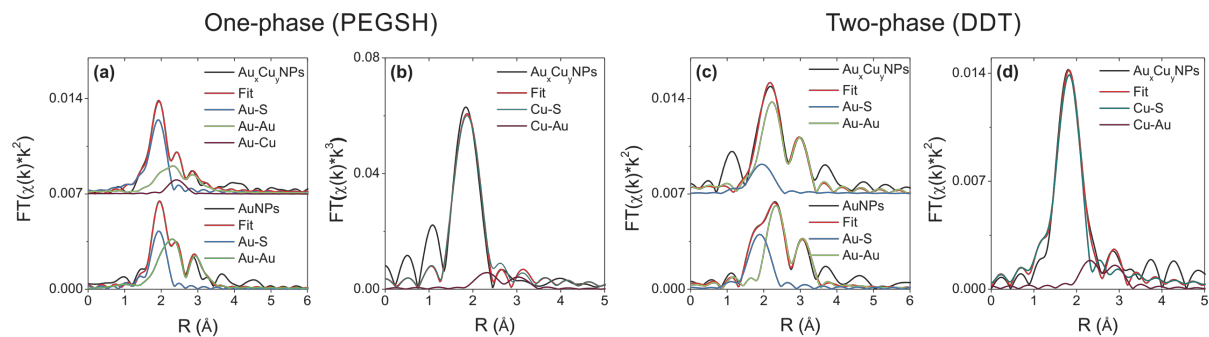 One-phase (PEGSH)
Two-phase (DDT)
(a)
AuxCuyNPs
Fit
Au-S
Au-Au
Au-Cu
AuNPs
Fit
Au-S
Au-Au
0.014
0.007
0.000
FT(χ(k)*k²)
0 1 2 3 4 5 6
R (Å)
(b)
AuxCuyNPs
Fit
Cu-S
Cu-Au
0.08
0.04
0.00
FT(χ(k)*k³)
0 1 2 3 4 5
R (Å)
(c)
AuxCuyNPs
Fit
Au-S
Au-Au
AuNPs
Fit
Au-S
Au-Au
0.014
0.007
0.000
FT(χ(k)*k²)
0 1 2 3 4 5 6
R (Å)
(d)
AuxCuyNPs
Fit
Cu-S
Cu-Au
0.014
0.007
0.000
FT(χ(k)*k²)
0 1 2 3 4 5
R (Å)